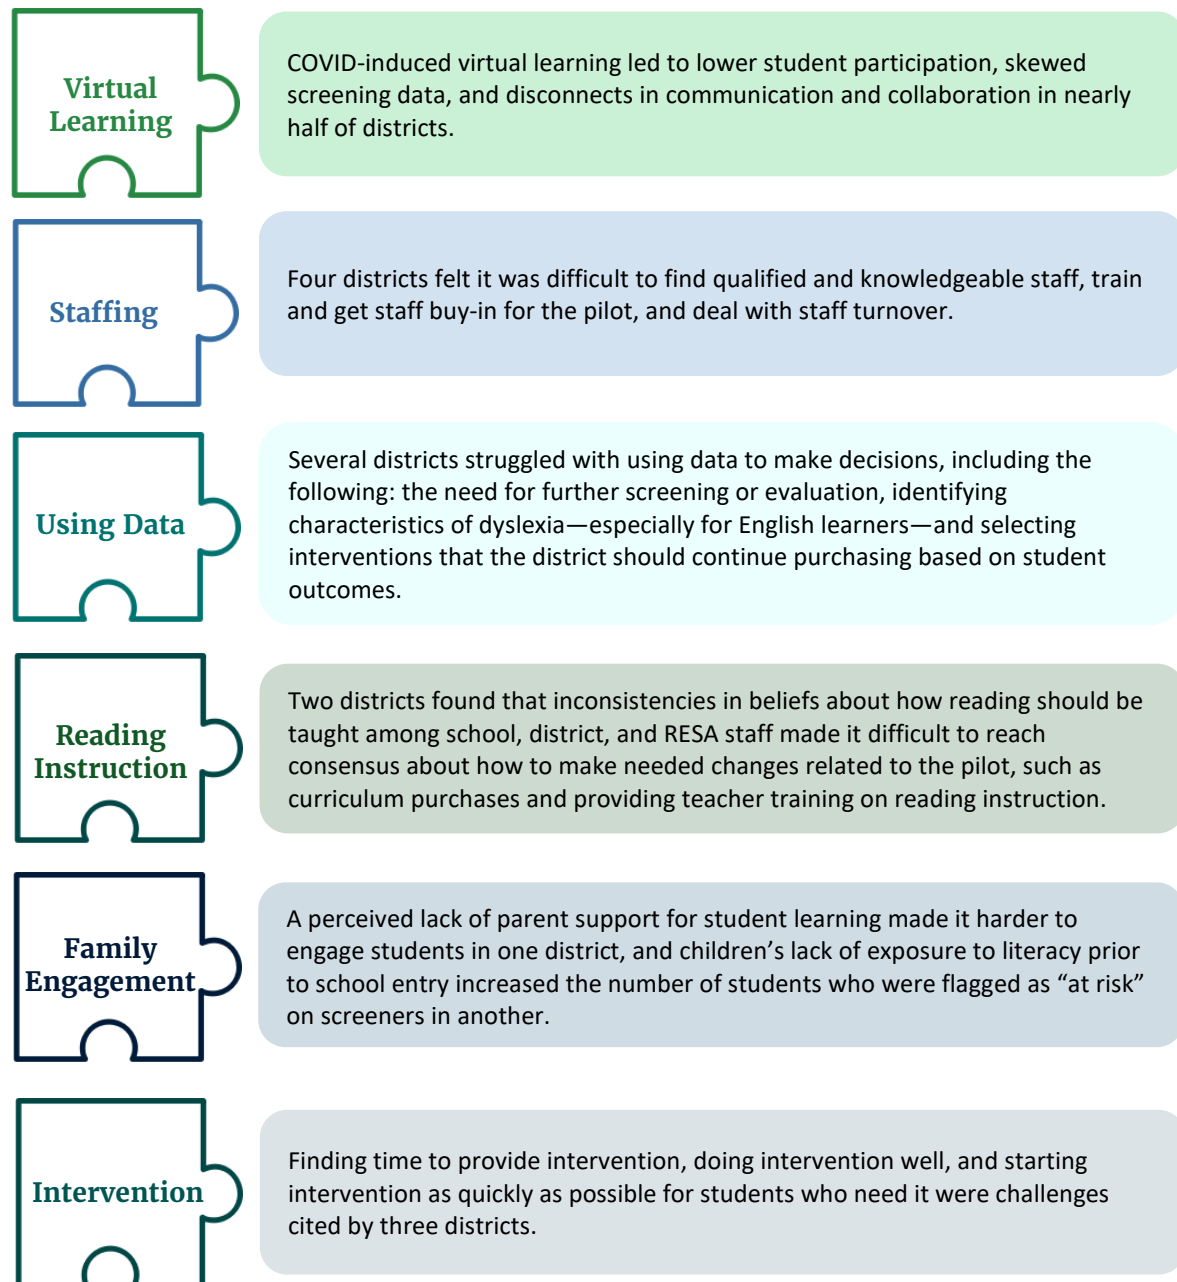 Virtual
Learning
COVID-induced virtual learning led to lower student participation, skewed
screening data, and disconnects in communication and collaboration in nearly
half of districts.
Staffing
Four districts felt it was difficult to find qualified and knowledgeable staff, train
and get staff buy-in for the pilot, and deal with staff turnover.
Using Data
Several districts struggled with using data to make decisions, including the
following: the need for further screening or evaluation, identifying
characteristics of dyslexia—especially for English learners—and selecting
interventions that the district should continue purchasing based on student
outcomes.
Reading
Instruction
Two districts found that inconsistencies in beliefs about how reading should be
taught among school, district, and RESA staff made it difficult to reach
consensus about how to make needed changes related to the pilot, such as
curriculum purchases and providing teacher training on reading instruction.
Family
Engagement
A perceived lack of parent support for student learning made it harder to
engage students in one district, and children’s lack of exposure to literacy prior
to school entry increased the number of students who were flagged as “at risk”
on screeners in another.
Intervention
Finding time to provide intervention, doing intervention well, and starting
intervention as quickly as possible for students who need it were challenges
cited by three districts.